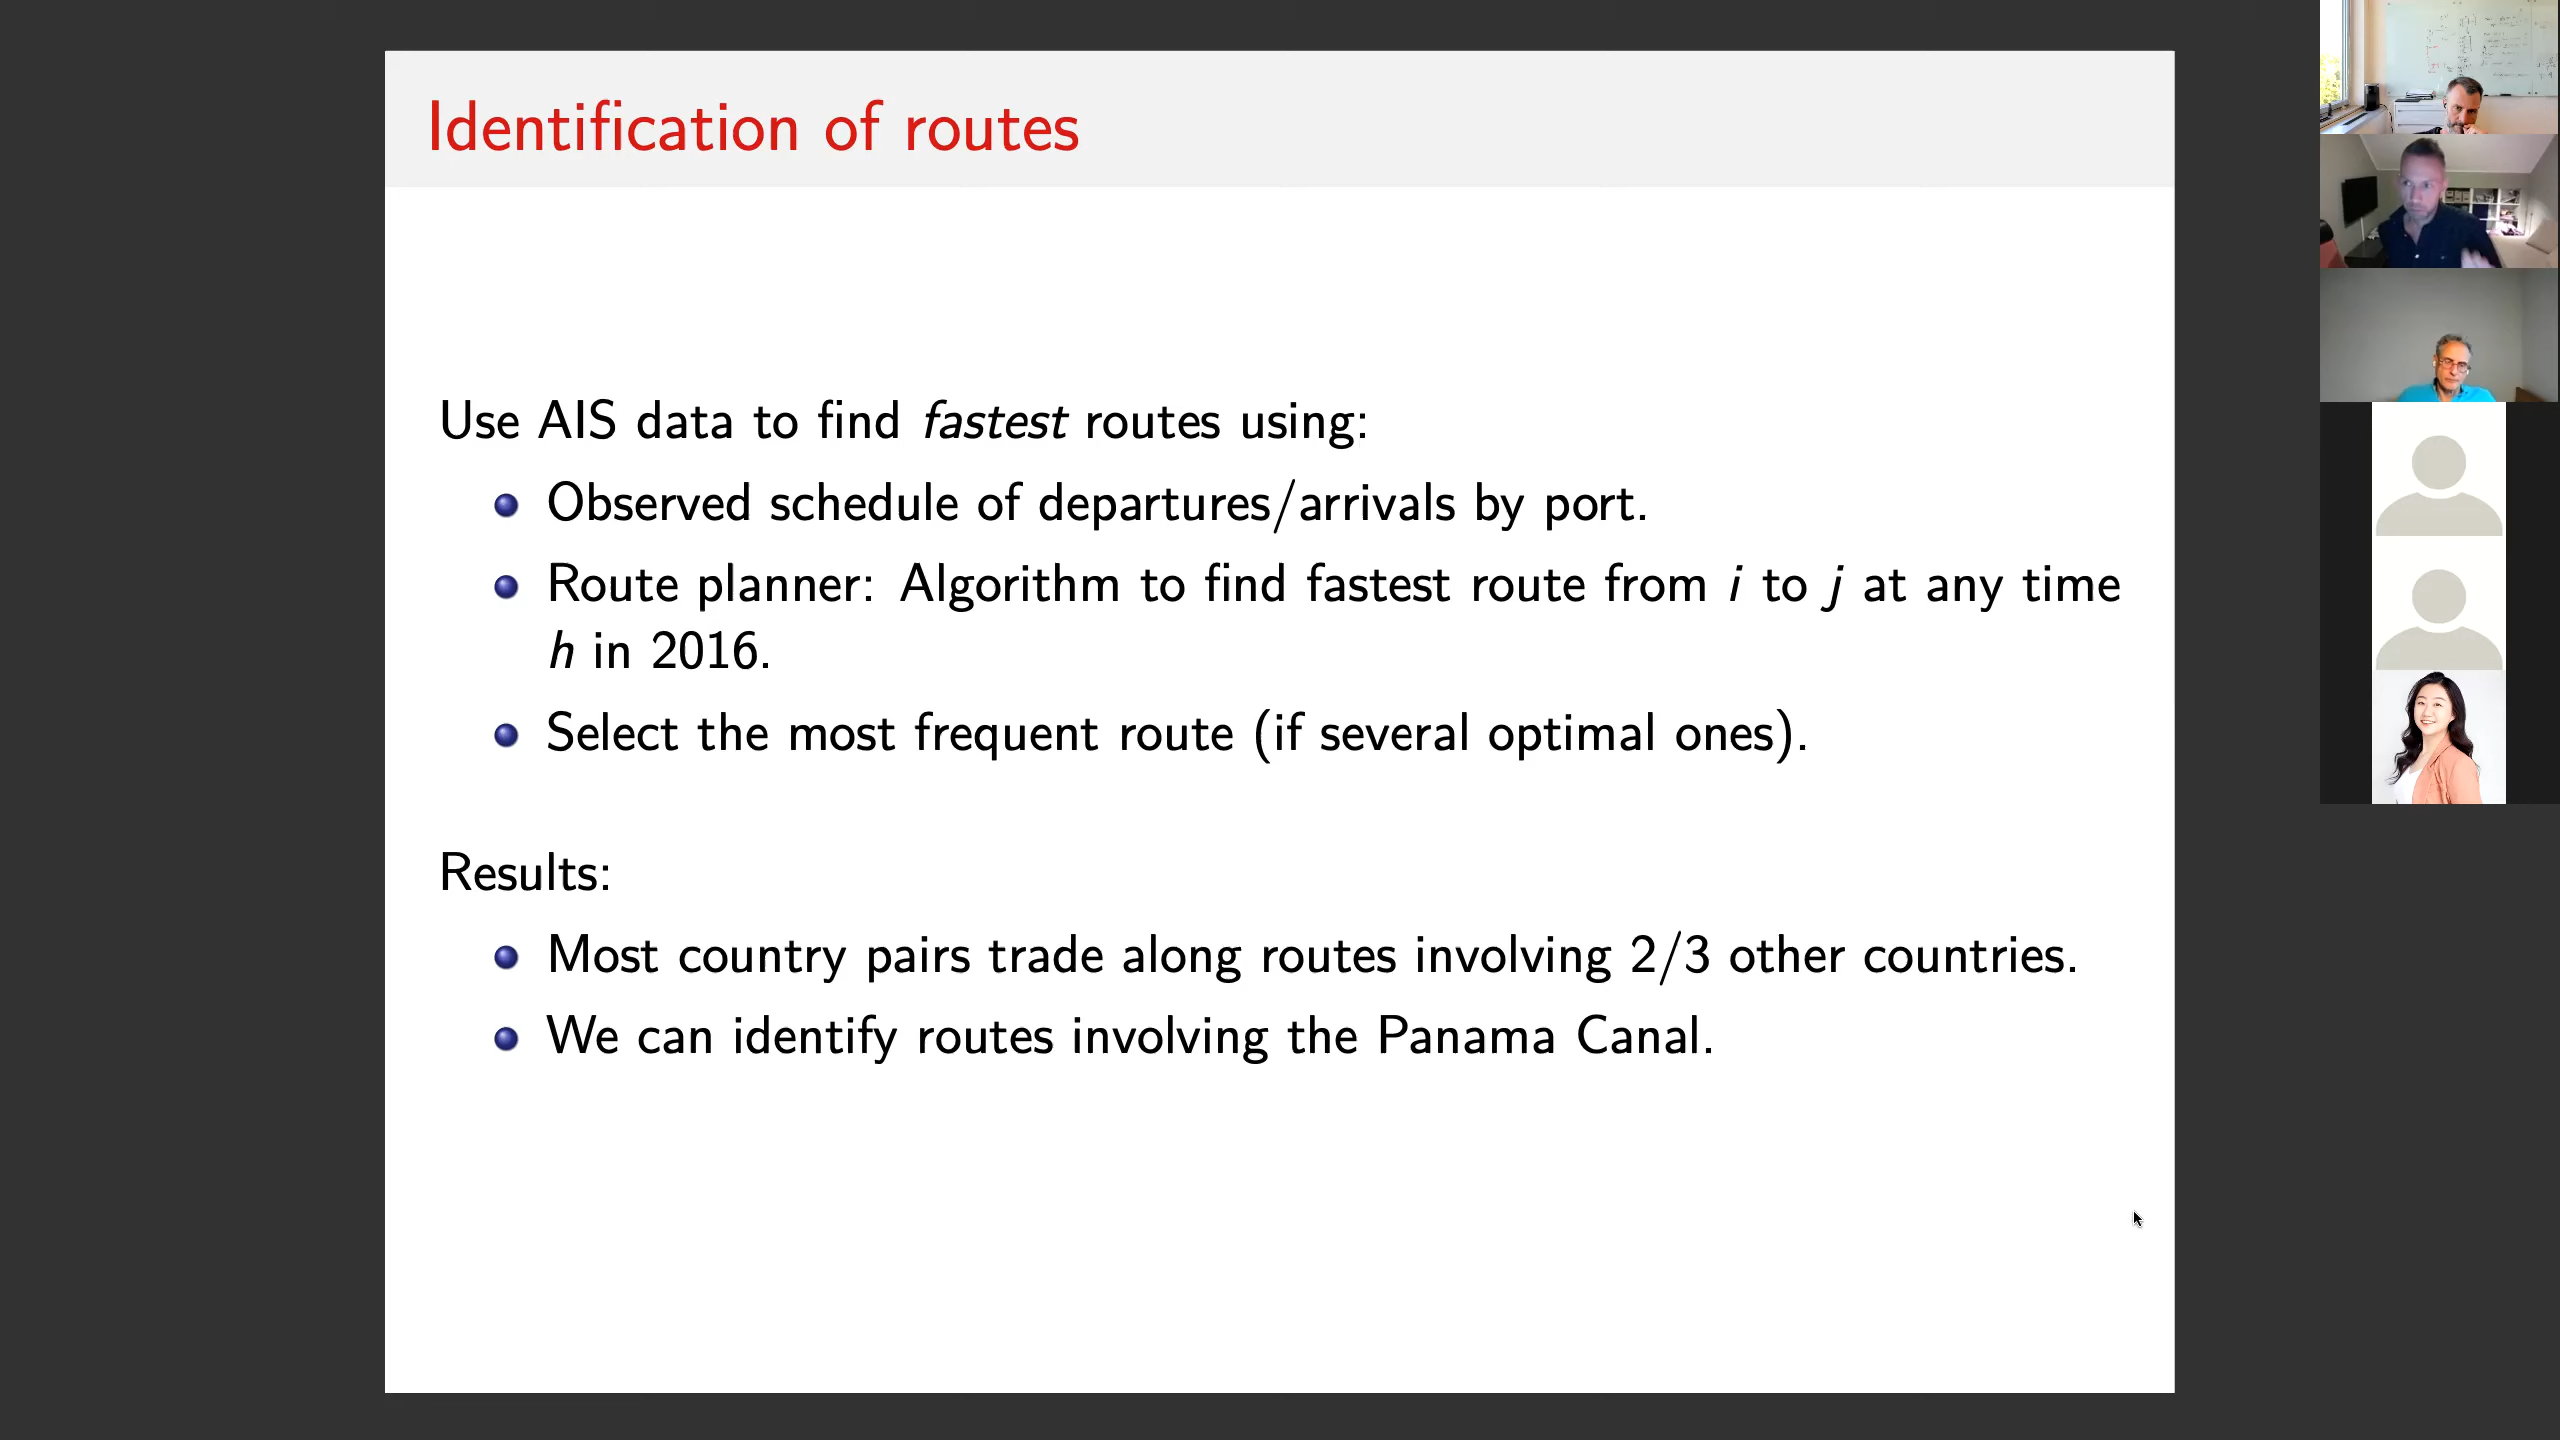 Identification of routes
Use AIS data to find fastest routes using:
Observed schedule of departures/arrivals by port.
Route planner: Algorithm to find fastest route from i to j at any time
h in 2016.
Select the most frequent route (if several optimal ones).
Results:
Most country pairs trade along routes involving 2/3 other countries.
We can identify routes involving the Panama Canal.